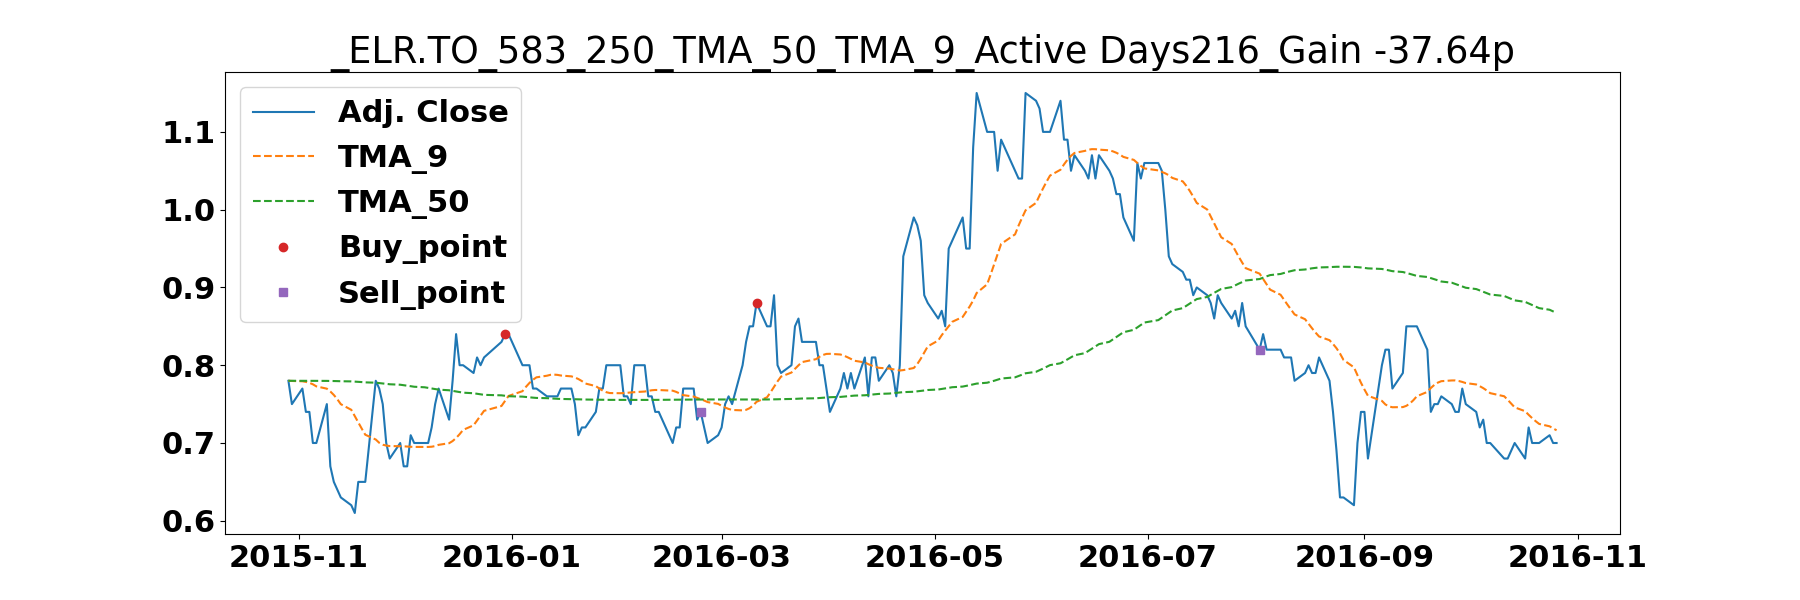 _ELR.TO_583_250_TMA_50_TMA_9_Active Days216_Gain -37.64p
Adj. Close
TMA_9
TMA_50
Buy_point
Sell_point
1.1
1.0
0.9
0.8
0.7
0.6
2015-11 2016-01 2016-03 2016-05 2016-07 2016-09 2016-11